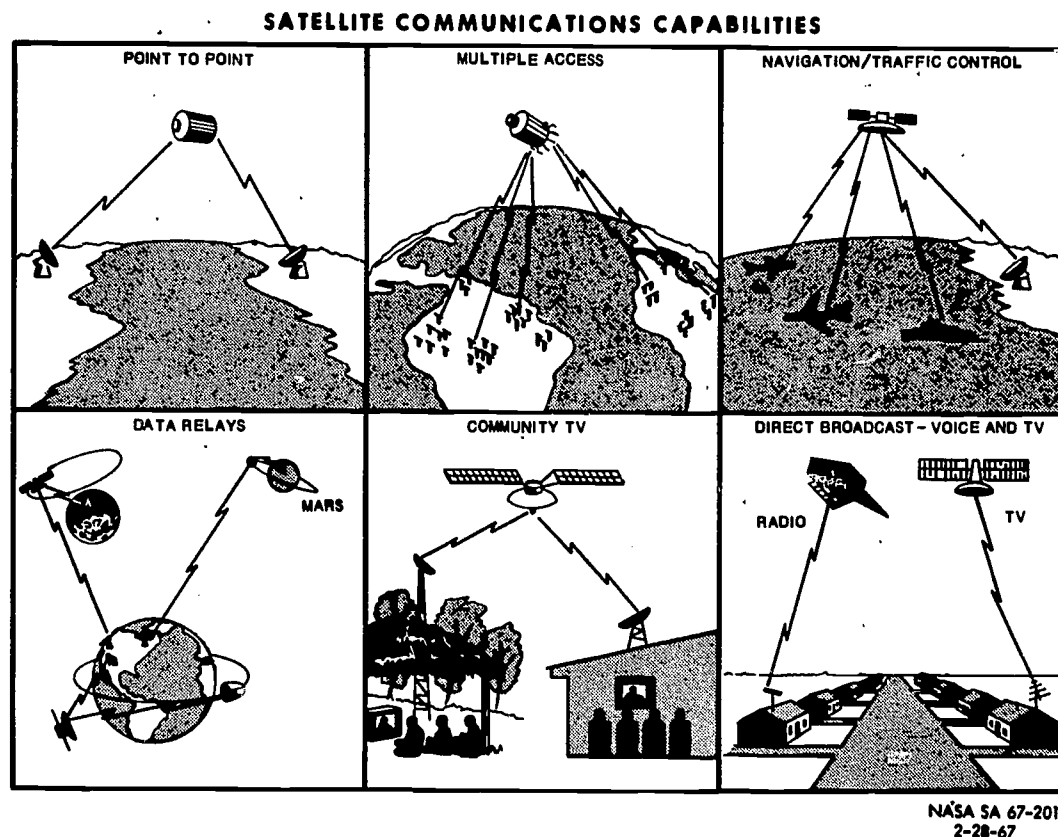 SATELLITE COMMUNICATIONS CAPABILITIES
POINT TO POINT
MULTIPLE ACCESS
NAVIGATION/TRAFFIC CONTROL
DATA RELAYS
MARS
COMMUNITY TV
DIRECT BROADCAST – VOICE AND TV
RADIO
TV
NASA SA 67-201
2-28-67